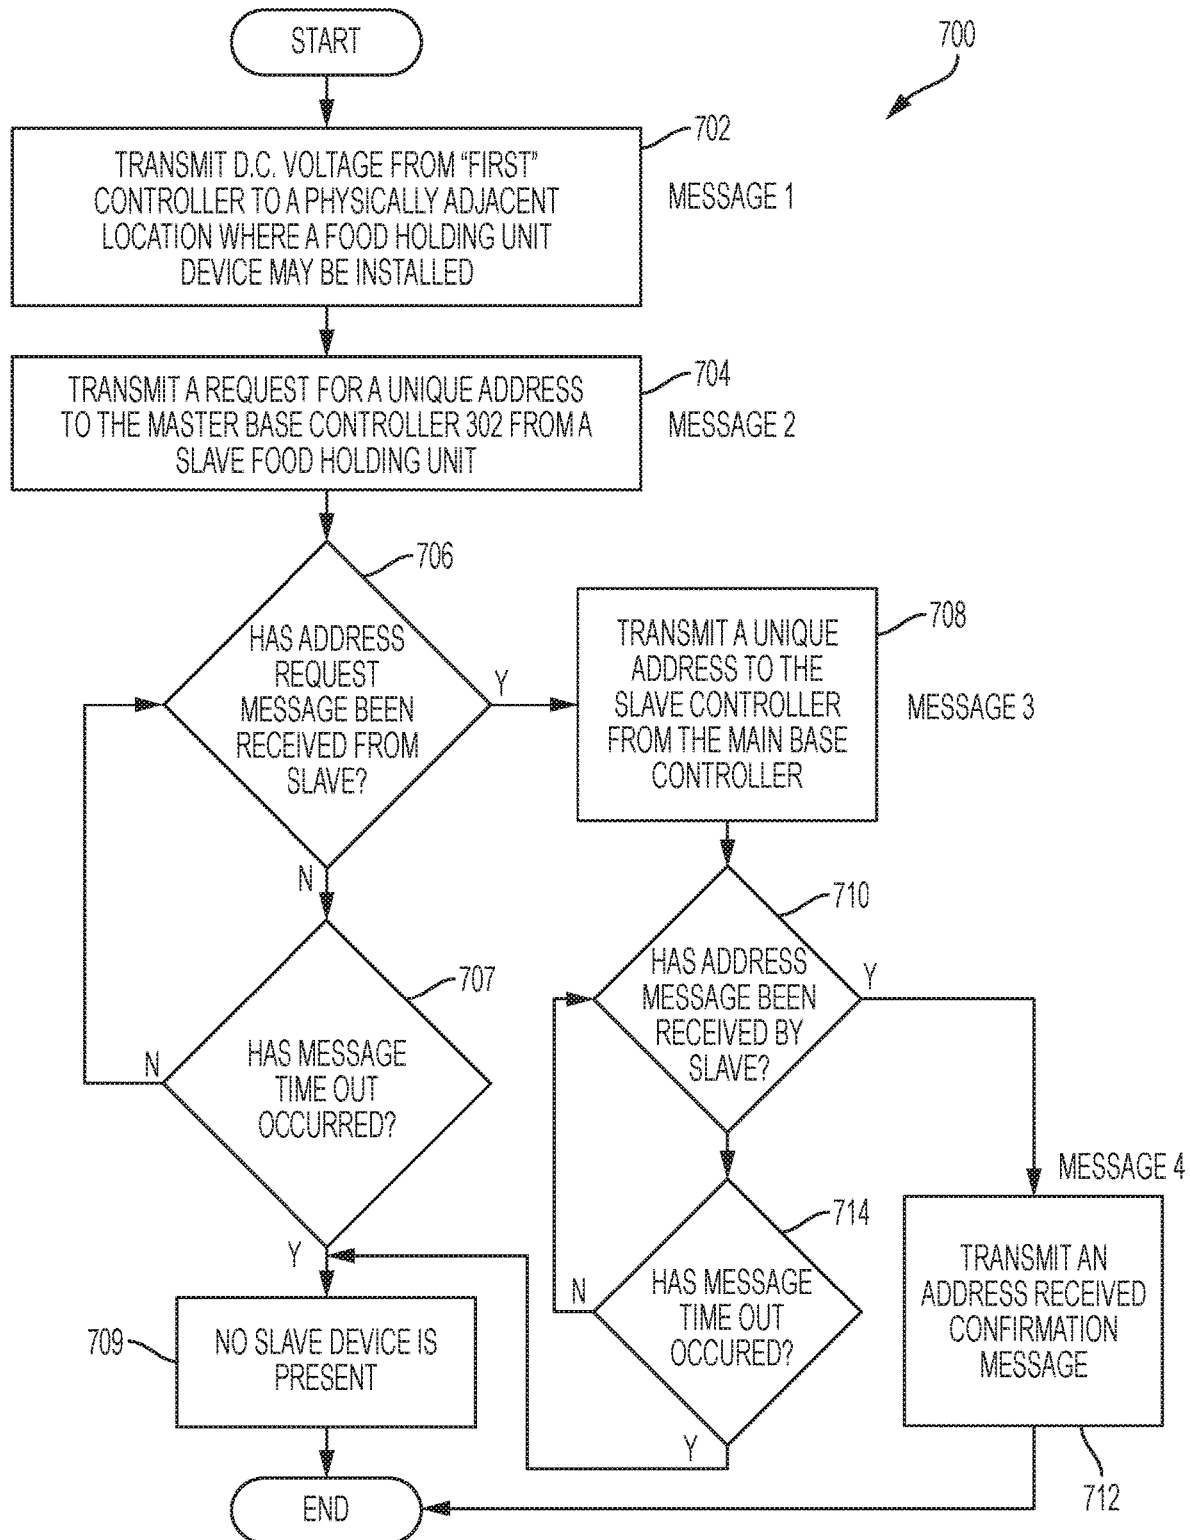 START
700
702
TRANSMIT D.C. VOLTAGE FROM "FIRST"
CONTROLLER TO A PHYSICALLY ADJACENT
LOCATION WHERE A FOOD HOLDING UNIT
DEVICE MAY BE INSTALLED
MESSAGE 1
704
TRANSMIT A REQUEST FOR A UNIQUE ADDRESS
TO THE MASTER BASE CONTROLLER 302 FROM A
SLAVE FOOD HOLDING UNIT
MESSAGE 2
706
HAS ADDRESS
REQUEST
MESSAGE BEEN
RECEIVED FROM
SLAVE?
Y
N
708
TRANSMIT A UNIQUE
ADDRESS TO THE
SLAVE CONTROLLER
FROM THE MAIN BASE
CONTROLLER
MESSAGE 3
707
HAS MESSAGE
TIME OUT
OCCURRED?
N
Y
710
HAS ADDRESS
MESSAGE BEEN
RECEIVED BY
SLAVE?
Y
714
HAS MESSAGE
TIME OUT
OCCURED?
N
Y
MESSAGE 4
TRANSMIT AN
ADDRESS RECEIVED
CONFIRMATION
MESSAGE
712
709
NO SLAVE DEVICE IS
PRESENT
END